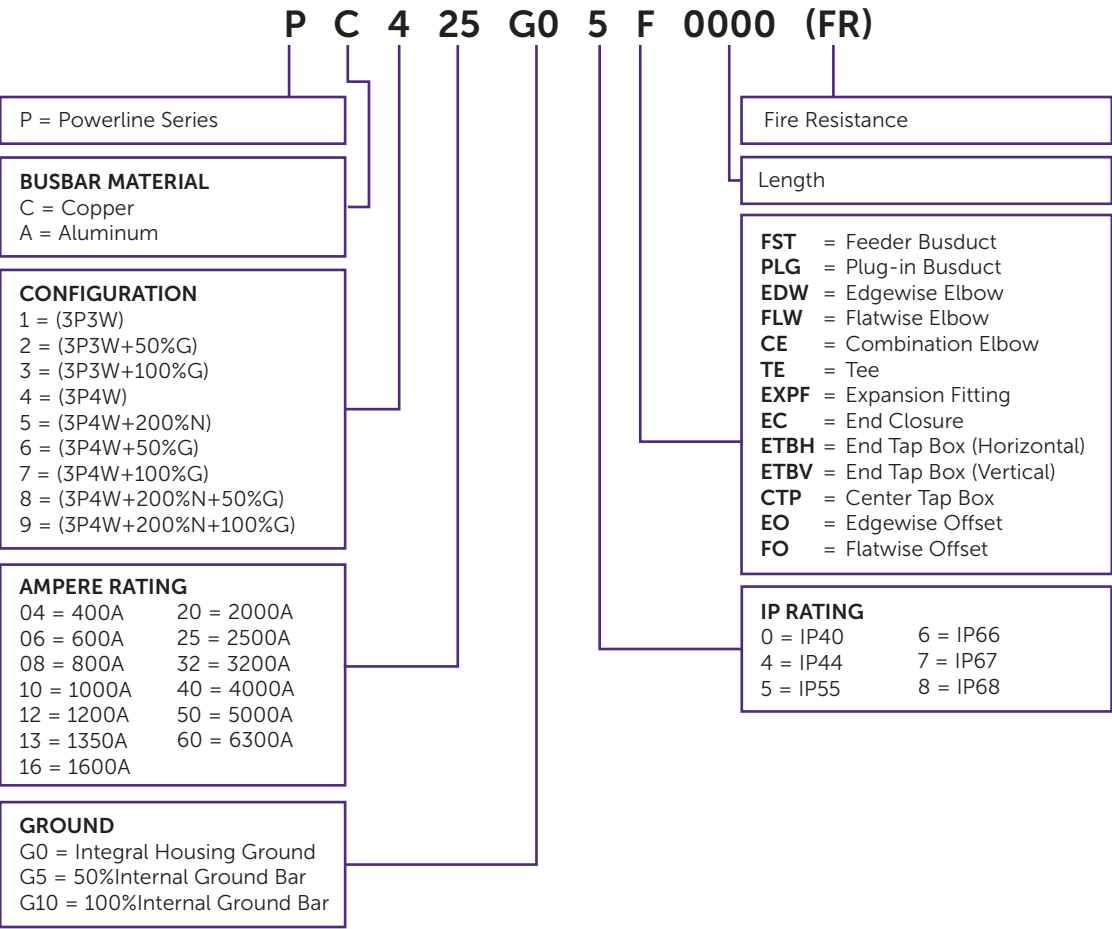 P C 4 25 G0 5 F 0000 (FR)
P = Powerline Series
BUSBAR MATERIAL
C = Copper
A = Aluminum
CONFIGURATION
1 = (3P3W)
2 = (3P3W+50%G)
3 = (3P3W+100%G)
4 = (3P4W)
5 = (3P4W+200%N)
6 = (3P4W+50%G)
7 = (3P4W+100%G)
8 = (3P4W+200%N+50%G)
9 = (3P4W+200%N+100%G)
AMPERE RATING
04 = 400A
06 = 600A
08 = 800A
10 = 1000A
12 = 1200A
13 = 1350A
16 = 1600A
20 = 2000A
25 = 2500A
32 = 3200A
40 = 4000A
50 = 5000A
60 = 6300A
GROUND
G0 = Integral Housing Ground
G5 = 50%Internal Ground Bar
G10 = 100%Internal Ground Bar
Fire Resistance
Length
FST = Feeder Busduct
PLG = Plug-in Busduct
EDW = Edgewise Elbow
FLW = Flatwise Elbow
CE = Combination Elbow
TE = Tee
EXPF = Expansion Fitting
EC = End Closure
ETBH = End Tap Box (Horizontal)
ETBV = End Tap Box (Vertical)
CTP = Center Tap Box
EO = Edgewise Offset
FO = Flatwise Offset
IP RATING
0 = IP40
4 = IP44
5 = IP55
6 = IP66
7 = IP67
8 = IP68